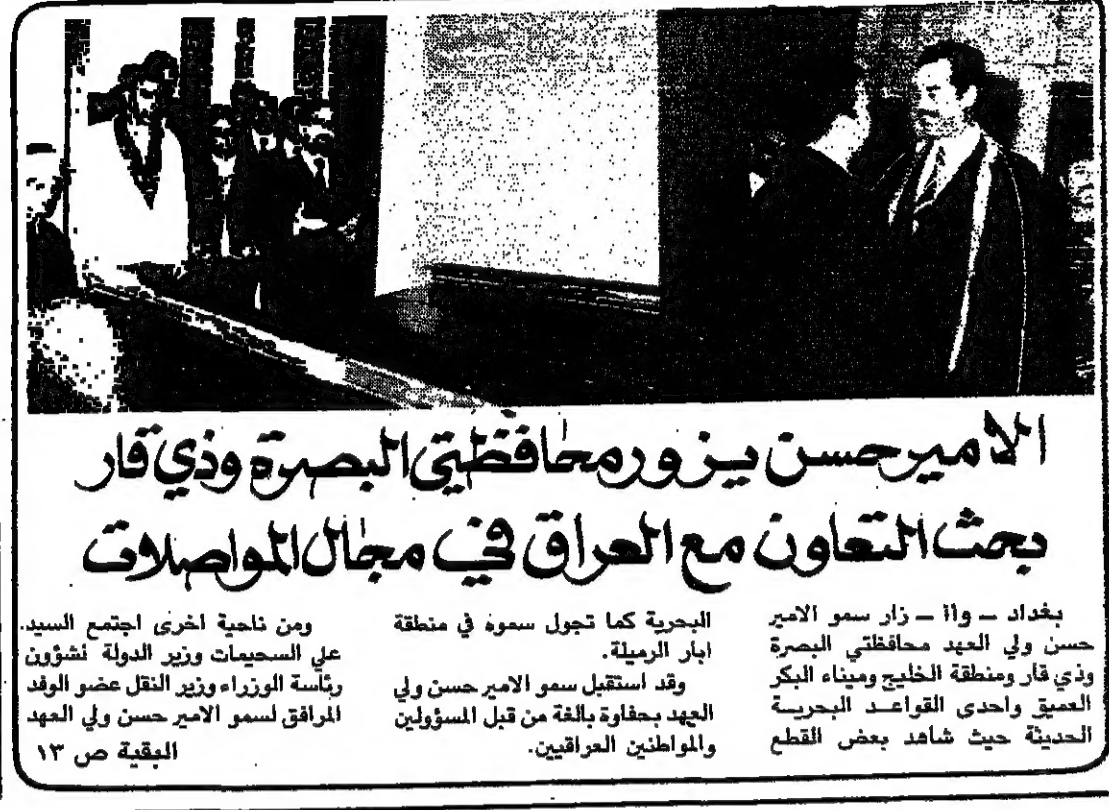 الامير حسن يزور محافظتي البصرة وذي قار
بحث التعاون مع العراق في مجال المواصلات
بغداد – واا – زار سمو الامير
حسن ولي العهد محافظتي البصرة
وذي قار ومنطقة الخليج وميناء البكر
العميق واحدى القواعد البحرية
الحديثة حيث شاهد بعض القطع
البحرية كما تجول سموه في منطقة
ابار الرميلة.
وقد استقبل سمو الامير حسن ولي
العهد بحفاوة بالغة من قبل المسؤولين
والمواطنين العراقيين.
ومن ناحية اخرى اجتمع السيد
علي السحيمات وزير الدولة لشؤون
رئاسة الوزراء وزير النقل عضو الوفد
المرافق لسمو الامير حسن ولي العهد
البقية ص ١٣